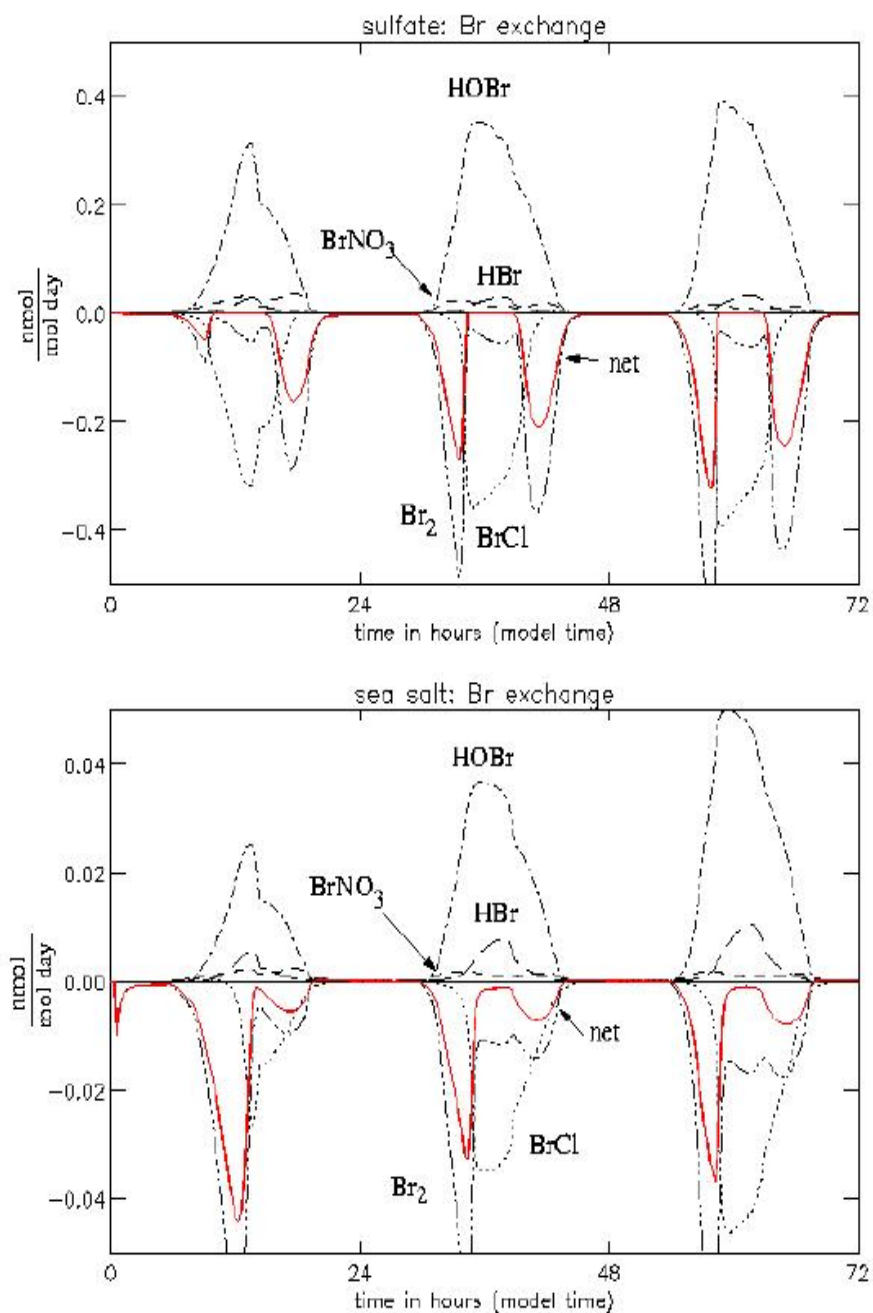 sulfate: Br exchange
0.4
HOBr
0.2
BrNO3
HBr
nmol
mol day
0.0
net
−0.2
Br2
BrCl
−0.4
0
24
48
72
time in hours (model time)
sea salt: Br exchange
0.04
HOBr
0.02
BrNO3
HBr
nmol
mol day
0.00
net
−0.02
BrCl
Br2
−0.04
0
24
48
72
time in hours (model time)